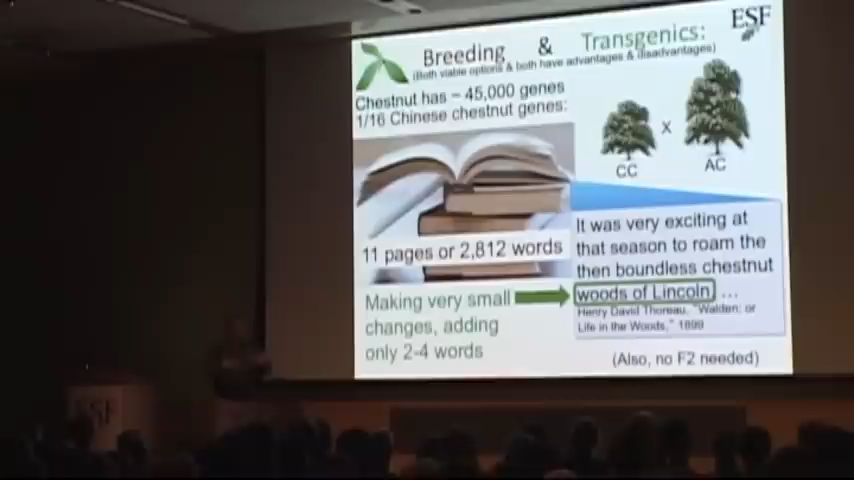 ESF
Breeding & Transgenics:
(Both viable options & both have advantages & disadvantages)
Chestnut has ~ 45,000 genes
1/16 Chinese chestnut genes:
CC
X
AC
11 pages or 2,812 words
It was very exciting at
that season to roam the
then boundless chestnut
woods of Lincoln ...
Henry David Thoreau, "Walden: or
Life in the Woods," 1899
Making very small
changes, adding
only 2-4 words
(Also, no F2 needed)
ESF